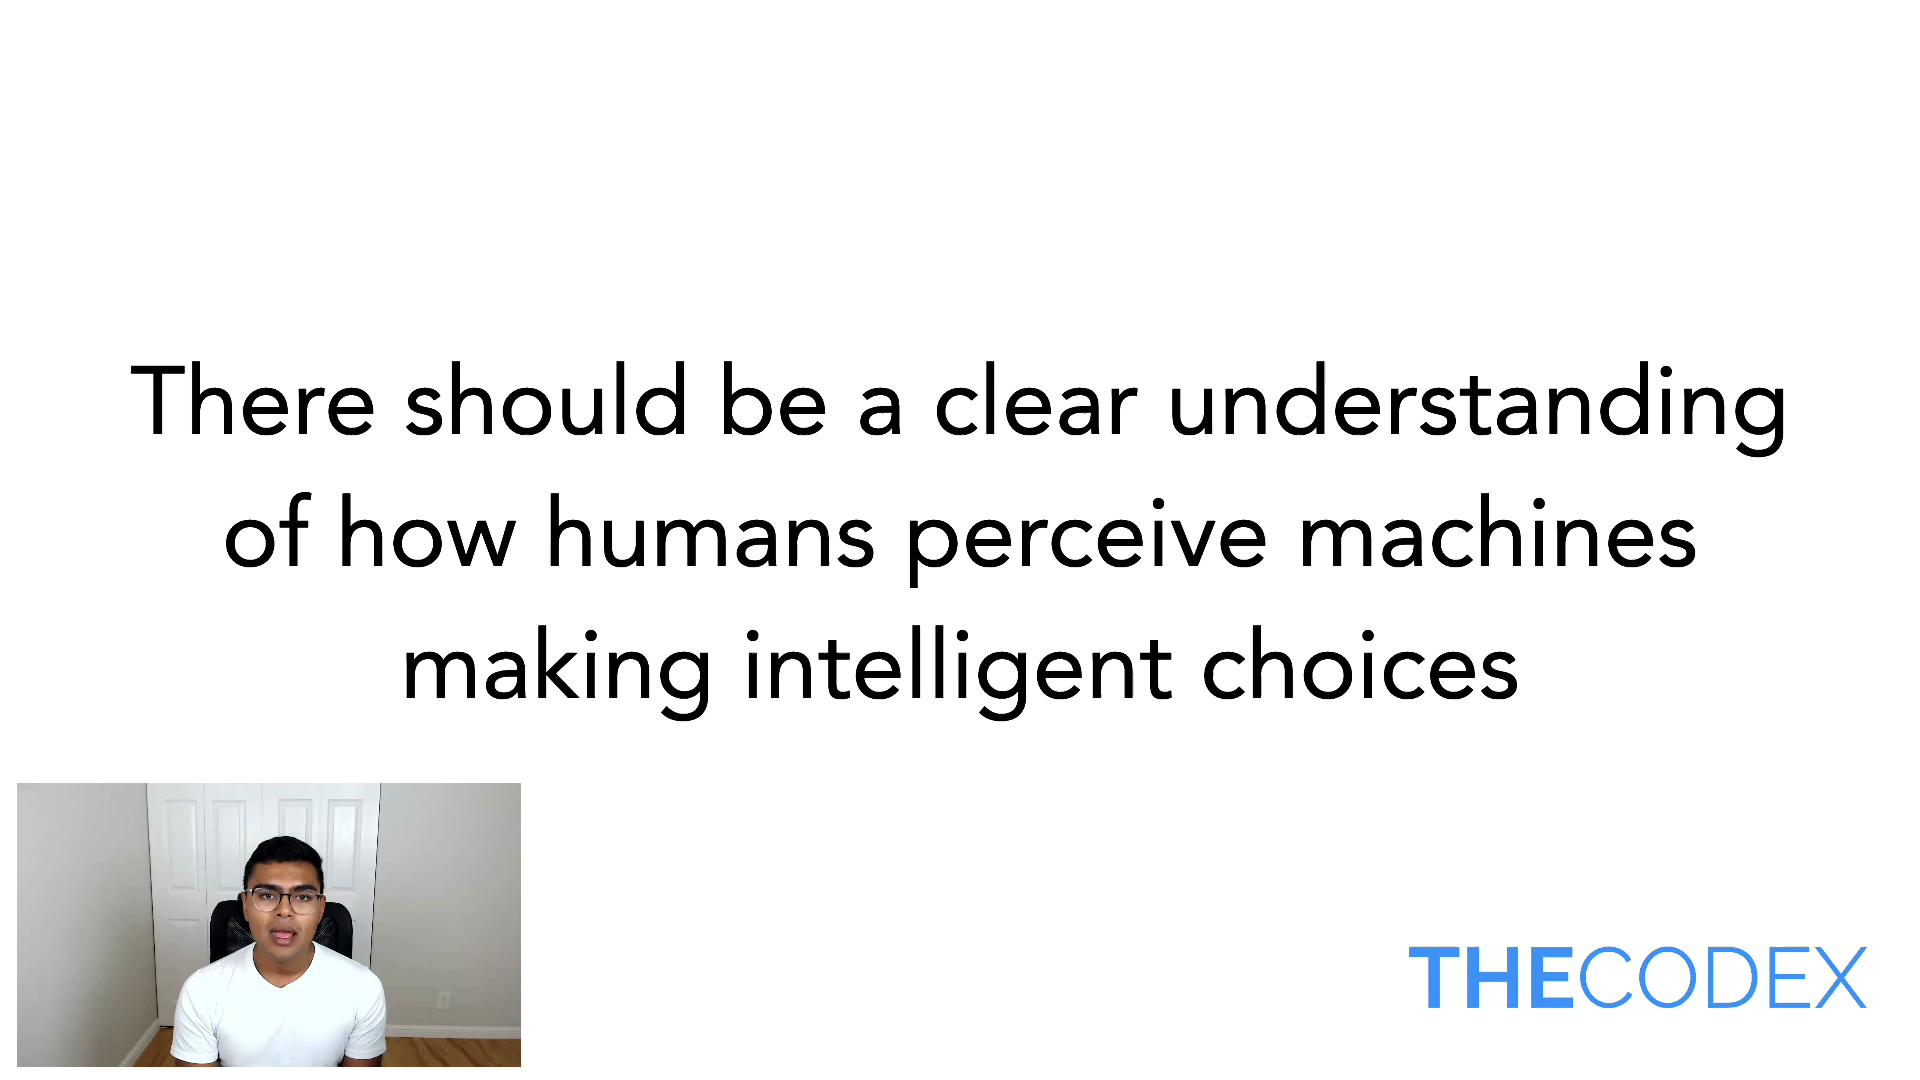 There should be a clear understanding
of how humans perceive machines
making intelligent choices
THECODEX